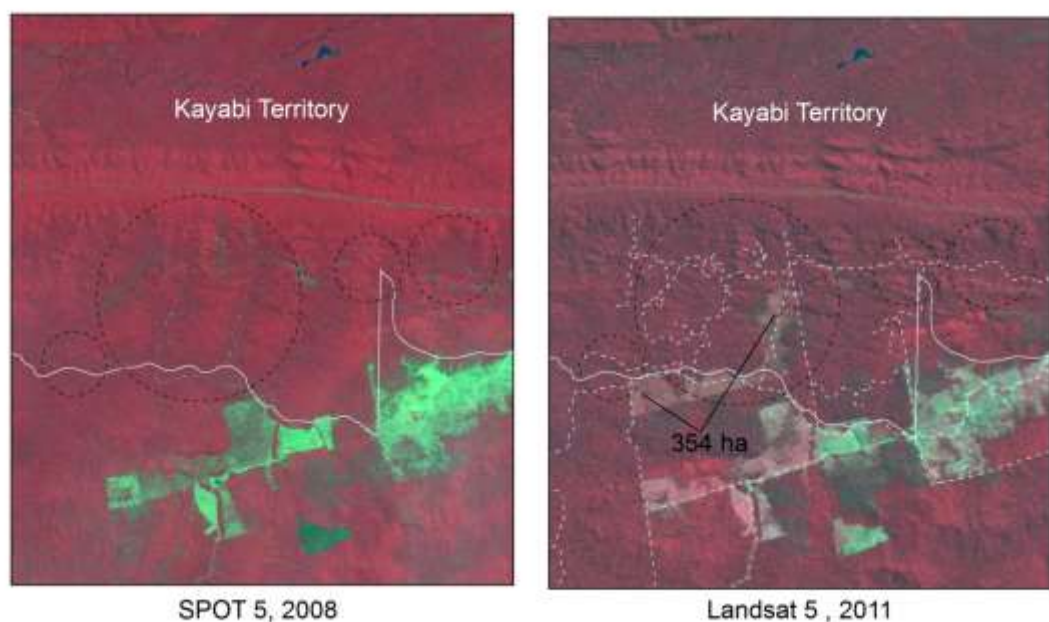 Kayabi Territory
Kayabi Territory
354 ha
SPOT 5, 2008
Landsat 5 , 2011